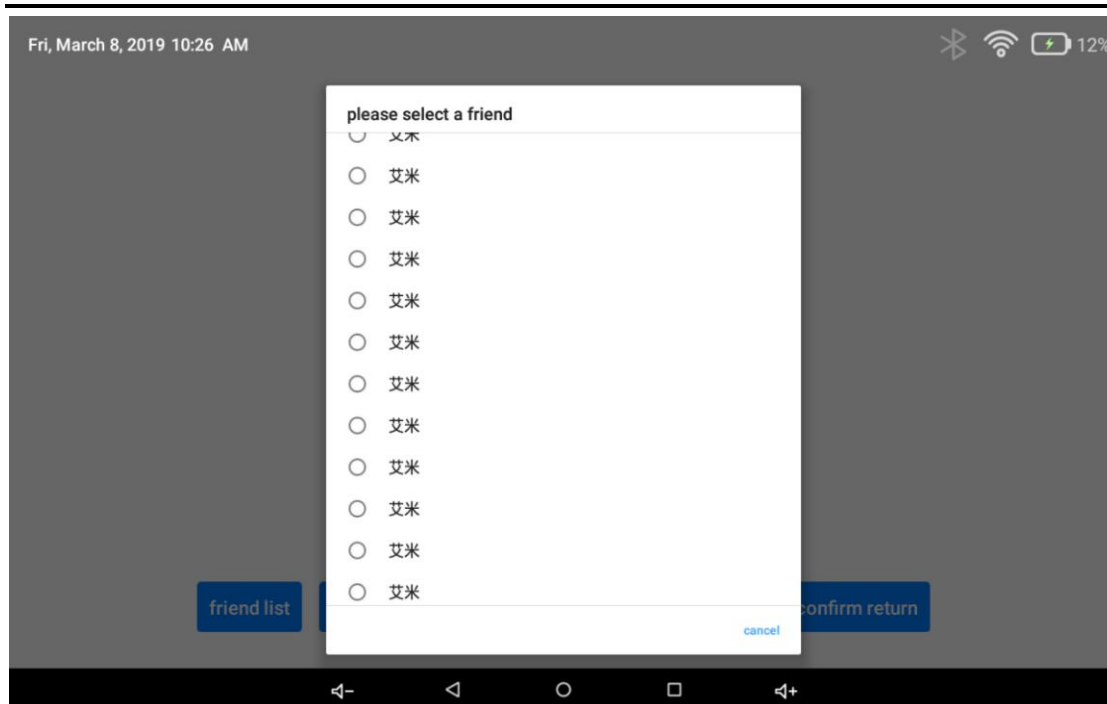 Fri, March 8, 2019 10:26 AM
12%
please select a friend
艾米
艾米
艾米
艾米
艾米
艾米
艾米
艾米
艾米
艾米
艾米
艾米
friend list
confirm return
cancel